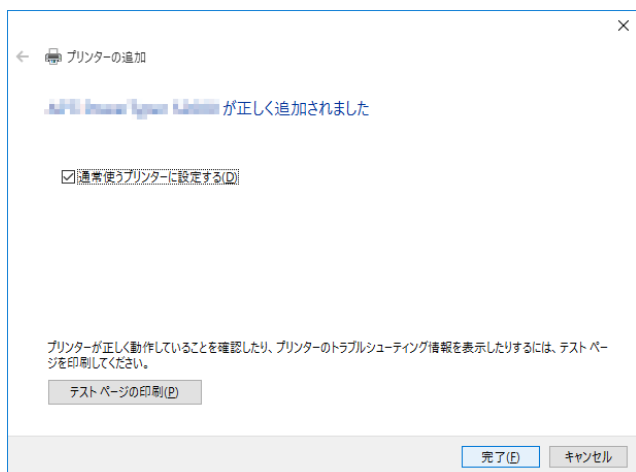 プリンターの追加
が正しく追加されました
通常使うプリンターに設定する(D)
プリンターが正しく動作していることを確認したり、プリンターのトラブルシューティング情報を表示したりするには、テスト ペー
ジを印刷してください。
テスト ページの印刷(P)
完了(F)
キャンセル